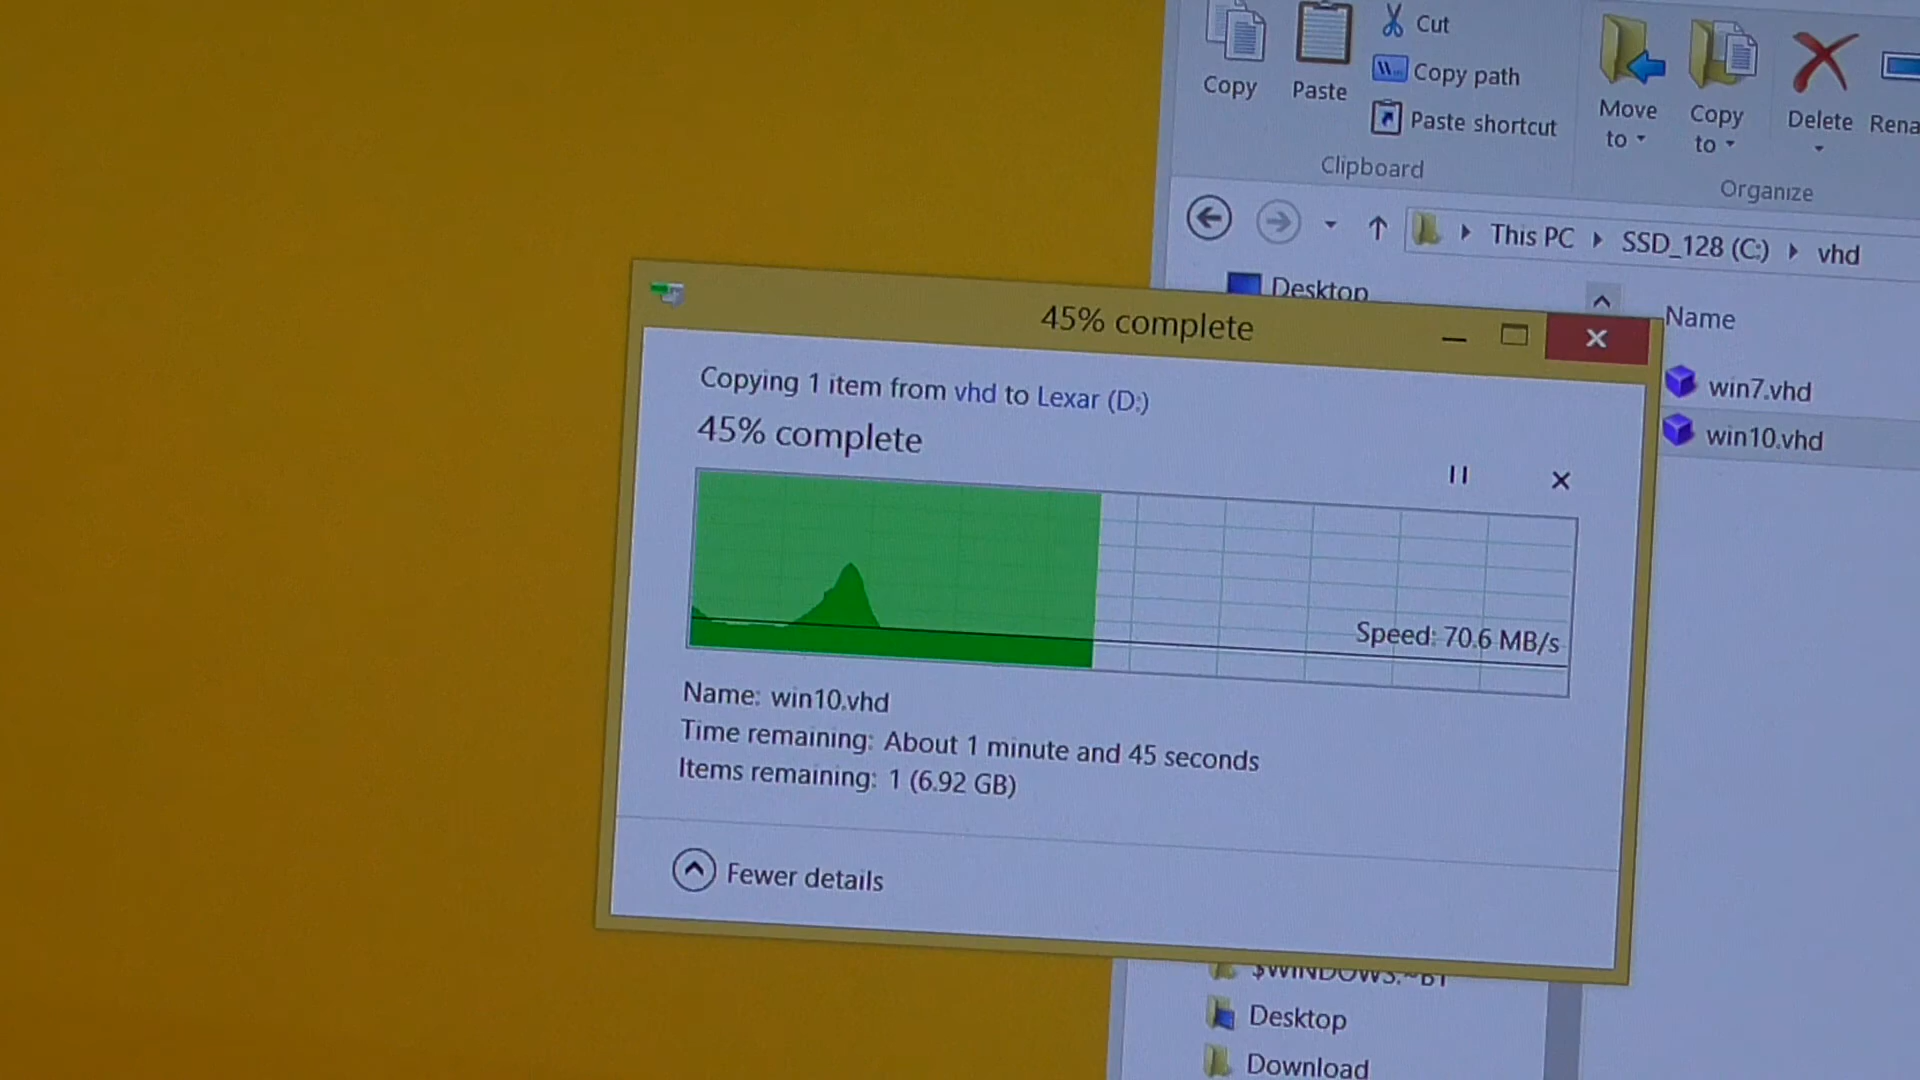 Copy
Paste
Cut
Copy path
Paste shortcut
Clipboard
Move to
Copy to
Delete
Rena
Organize
This PC
SSD_128 (C:)
vhd
Desktop
Name
win7.vhd
win10.vhd
45% complete
Copying 1 item from vhd to Lexar (D:)
45% complete
Speed: 70.6 MB/s
Name: win10.vhd
Time remaining: About 1 minute and 45 seconds
Items remaining: 1 (6.92 GB)
Fewer details
$WINDOWS.~BT
Desktop
Download